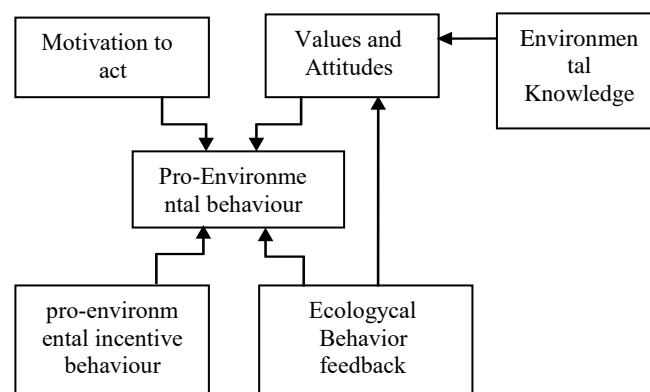 Motivation to
act
Values and
Attitudes
Environmen
tal
Knowledge
Pro-Environme
ntal behaviour
pro-environm
ental incentive
behaviour
Ecologycal
Behavior
feedback